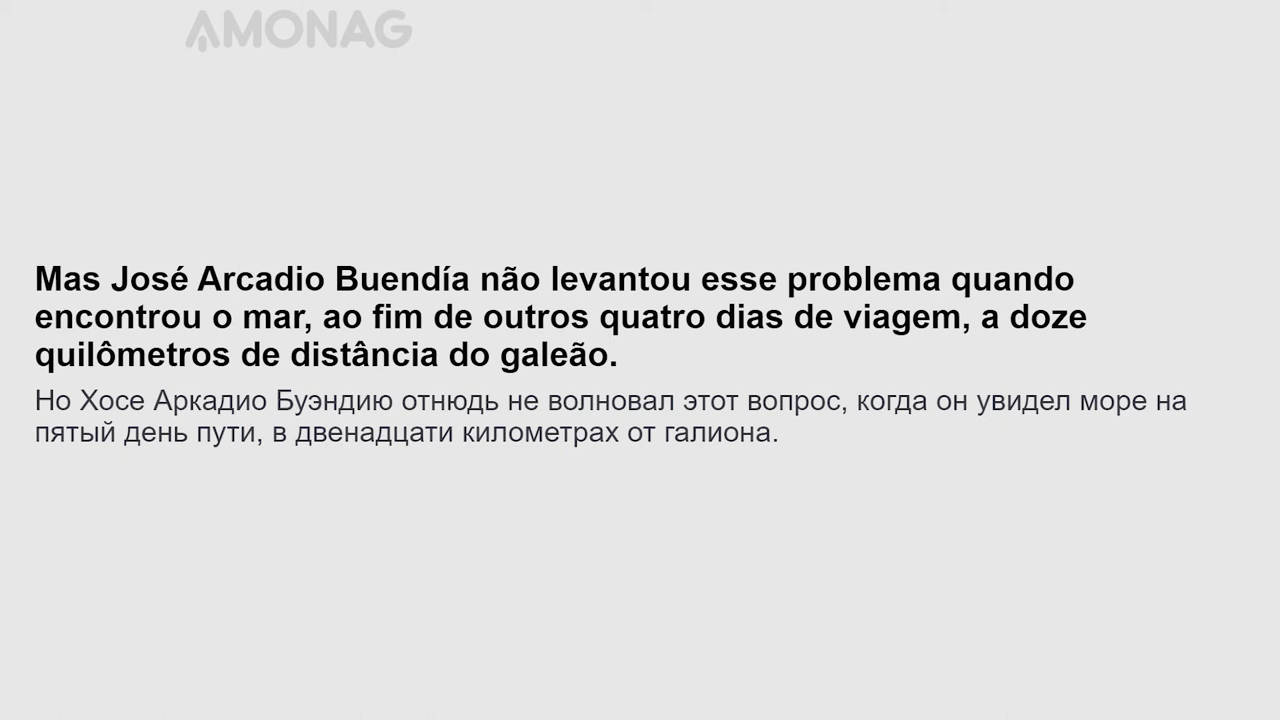 AMONAG
Mas José Arcadio Buendía não levantou esse problema quando
encontrou o mar, ao fim de outros quatro dias de viagem, a doze
quilômetros de distância do galeão.
Но Хосе Аркадио Буэндию отнюдь не волновал этот вопрос, когда он увидел море на
пятый день пути, в двенадцати километрах от галиона.